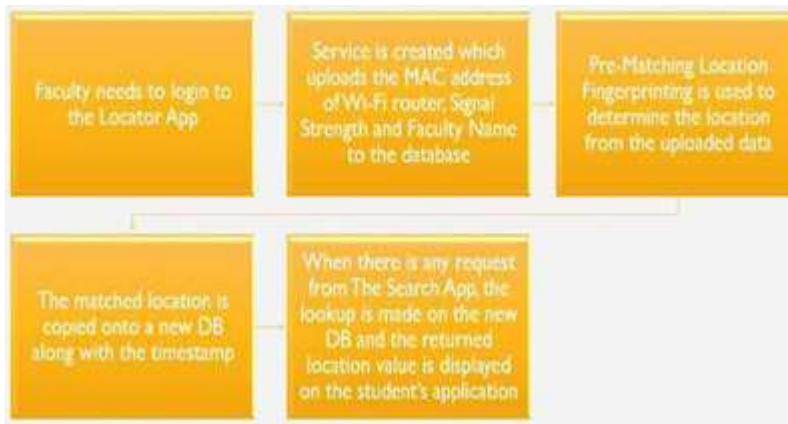 Faculty needs to login to
the Locator App
Service is created which
uploads the MAC address
of Wi-Fi router, Signal
Strength and Faculty Name
to the database
Pre-Matching Location
Fingerprinting is used to
determine the location
from the uploaded data
The matched location is
copied onto a new DB
along with the timestamp
When there is any request
from The Search App, the
lookup is made on the new
DB and the returned
location value is displayed
on the student's application